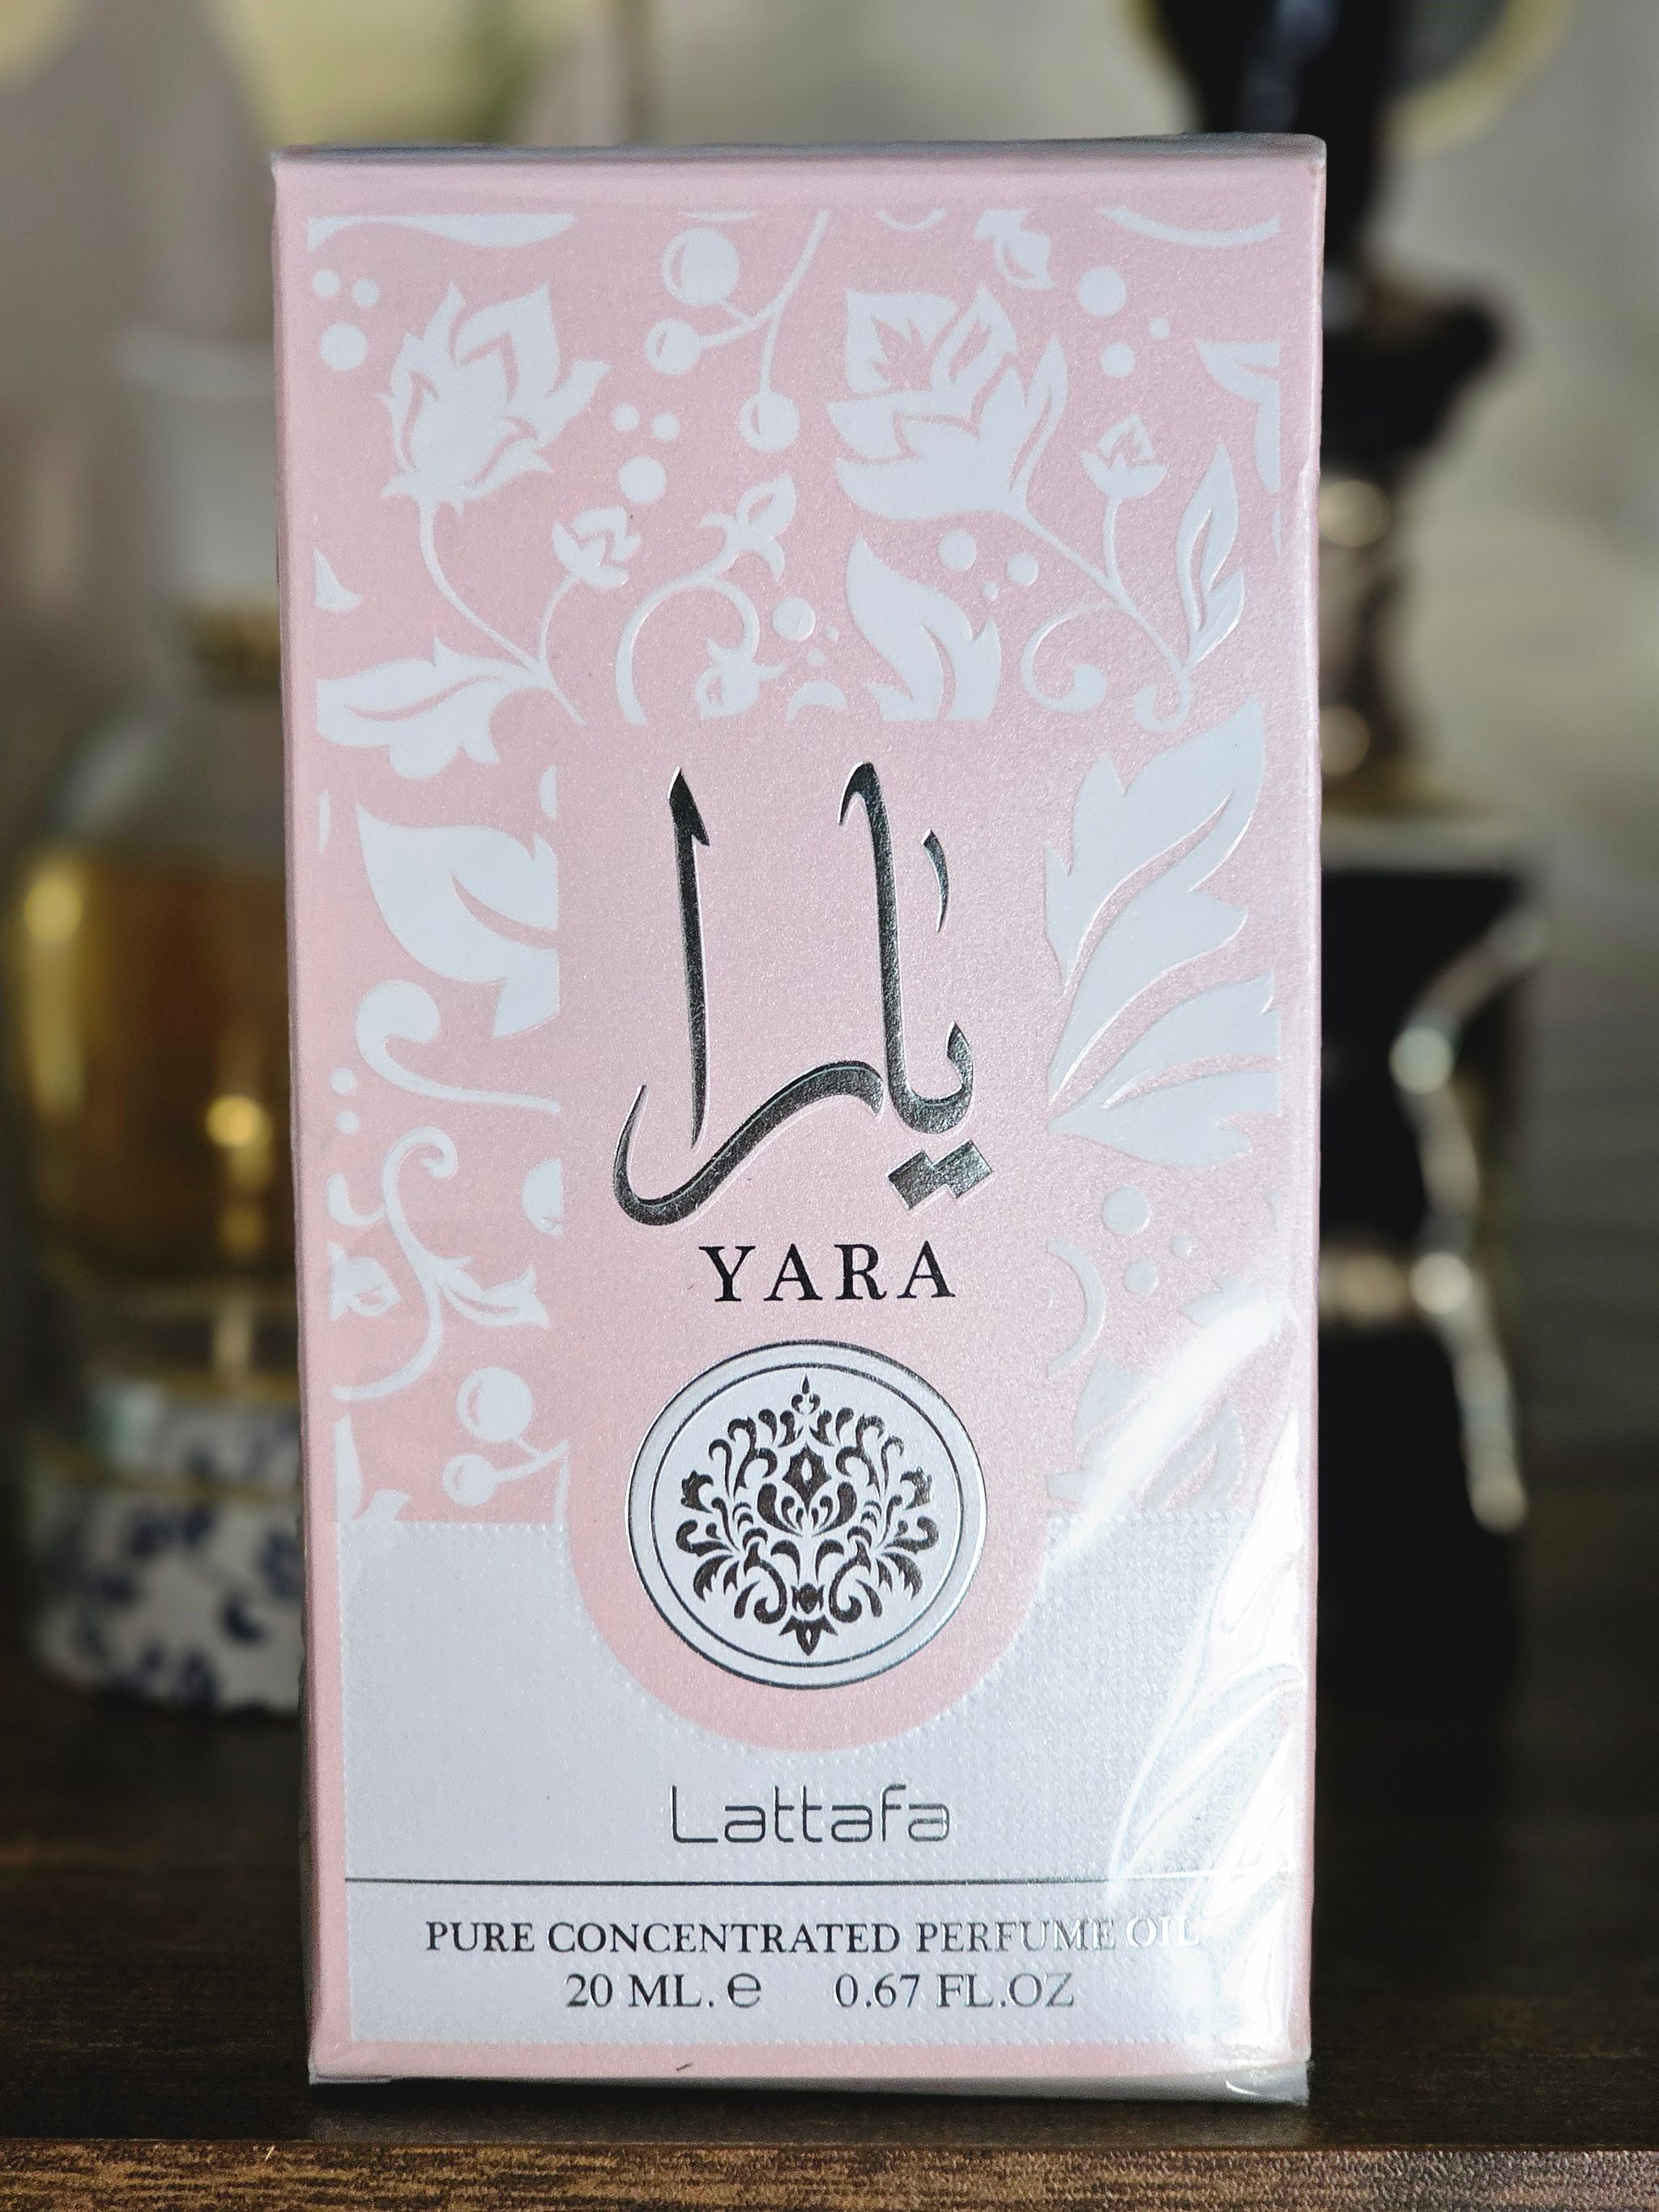 يارا
YARA
Lattafa
PURE CONCENTRATED PERFUME OIL
20 ML. ℮ 0.67 FL.OZ